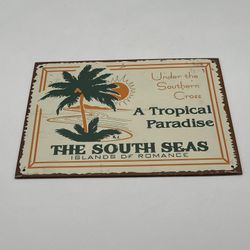 Under the
Southern
Cross
A Tropical
Paradise
THE SOUTH SEAS
ISLANDS OF ROMANCE